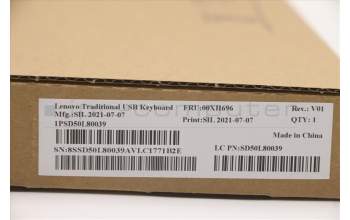 Lenovo Traditional USB Keyboard FRU:00XH696 Rev.: V01
Mfg.:SIL 2021-07-07 Print:SIL 2021-07-07 QTY: 1
1PSD50L80039
Made in China
SN:8SSD50L80039AVLC1771H2E LC PN:SD50L80039